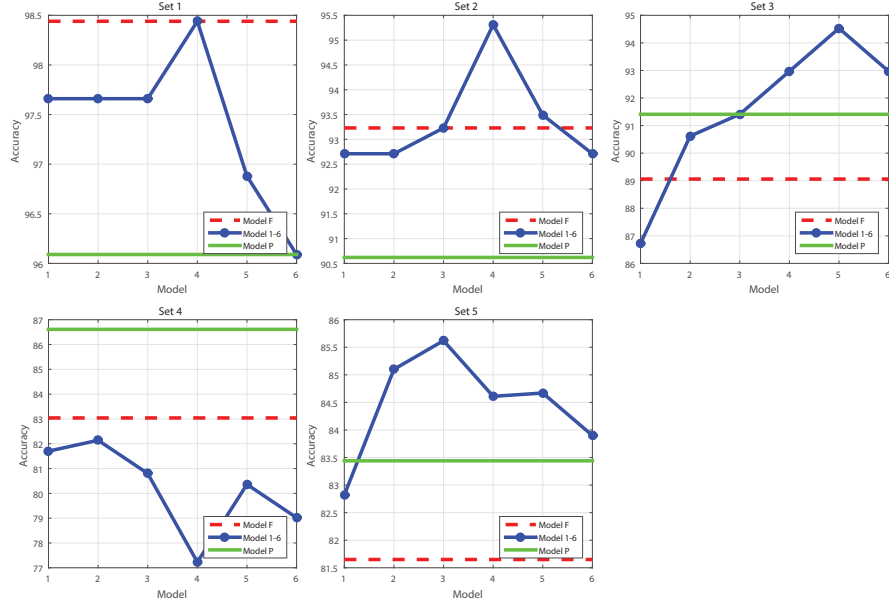 Set 1
98.5
98
97.5
97
96.5
96
Accuracy
1 2 3 4 5 6
Model
Model F
Model 1-6
Model P
Set 2
95.5
95
94.5
94
93.5
93
92.5
92
91.5
91
90.5
Accuracy
1 2 3 4 5 6
Model
Model F
Model 1-6
Model P
Set 3
95
94
93
92
91
90
89
88
87
86
Accuracy
1 2 3 4 5 6
Model
Model F
Model 1-6
Model P
Set 4
87
86
85
84
83
82
81
80
79
78
77
Accuracy
1 2 3 4 5 6
Model
Model F
Model 1-6
Model P
Set 5
86
85.5
85
84.5
84
83.5
83
82.5
82
81.5
Accuracy
1 2 3 4 5 6
Model
Model F
Model 1-6
Model P